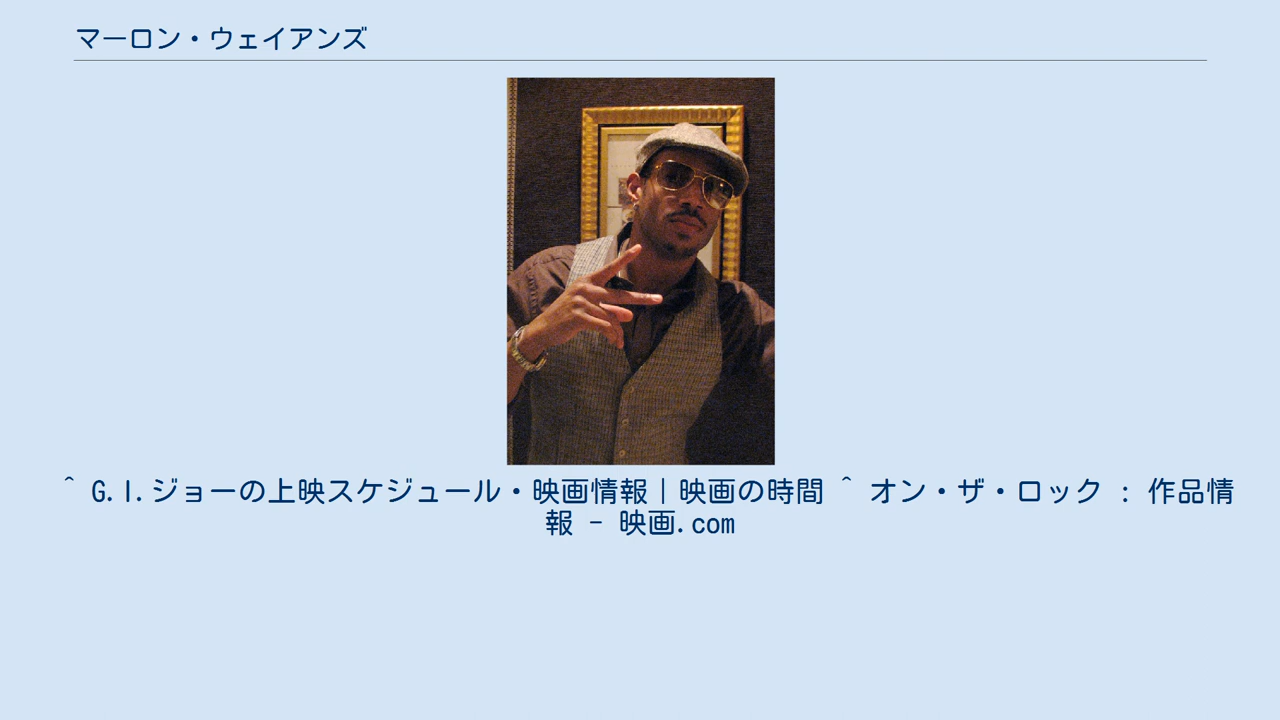 マーロン・ウェイアンズ
^ G.I.ジョーの上映スケジュール・映画情報｜映画の時間 ^ オン・ザ・ロック : 作品情
報 - 映画.com